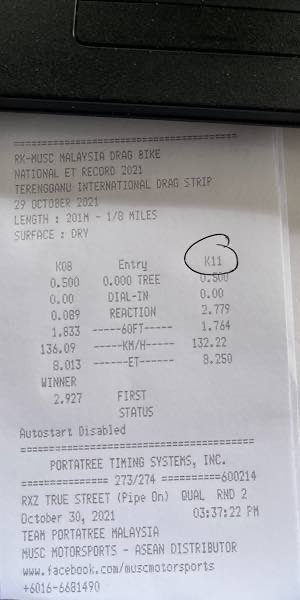 ================================
RK-MUSC MALAYSIA DRAG BIKE
NATIONAL ET RECORD 2021
TERENGGANU INTERNATIONAL DRAG STRIP
29 OCTOBER 2021
LENGTH : 201M - 1/8 MILES
SURFACE : DRY
K08 Entry K11
0.500 0.000 TREE 0.500
0.00 DIAL-IN 0.00
0.089 REACTION 2.779
1.833 -----60FT----- 1.764
136.09 -----KM/H----- 132.22
8.013 ------ET------ 8.250
WINNER
2.927 FIRST
STATUS
Autostart Disabled
================================
PORTATREE TIMING SYSTEMS, INC.
============== 273/274 ==========600214
RXZ TRUE STREET (Pipe On) QUAL RND 2
October 30, 2021 03:37:22 PM
TEAM PORTATREE MALAYSIA
MUSC MOTORSPORTS - ASEAN DISTRIBUTOR
www.facebook.com/muscmotorsports
+6016-6681490